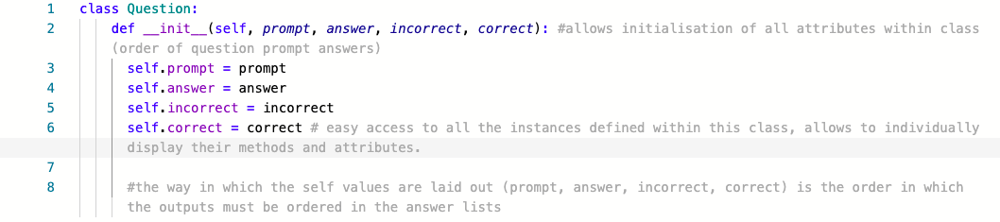 1 class Question:
2 def __init__(self, prompt, answer, incorrect, correct): #allows initialisation of all attributes within class
(order of question prompt answers)
3 self.prompt = prompt
4 self.answer = answer
5 self.incorrect = incorrect
6 self.correct = correct # easy access to all the instances defined within this class, allows to individually
display their methods and attributes.
7
8 #the way in which the self values are laid out (prompt, answer, incorrect, correct) is the order in which
the outputs must be ordered in the answer lists